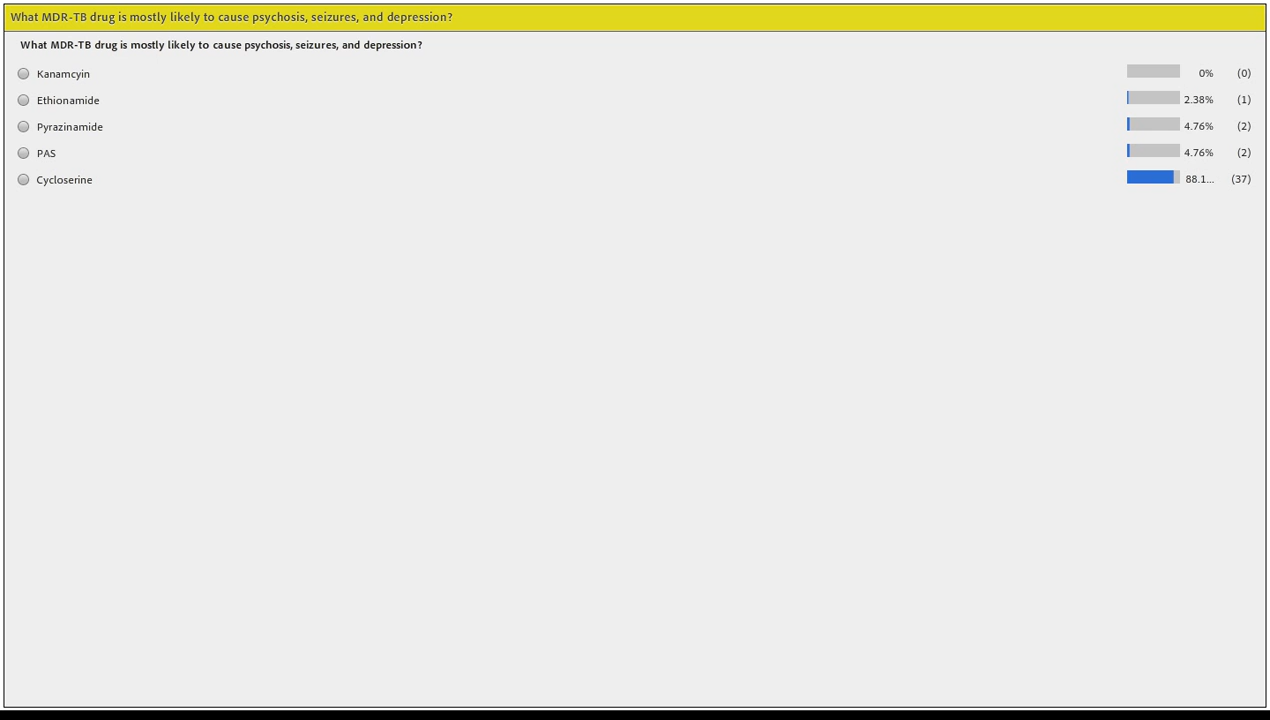 What MDR-TB drug is mostly likely to cause psychosis, seizures, and depression?
What MDR-TB drug is mostly likely to cause psychosis, seizures, and depression?
Kanamcyin 0% (0)
Ethionamide 2.38% (1)
Pyrazinamide 4.76% (2)
PAS 4.76% (2)
Cycloserine 88.1... (37)